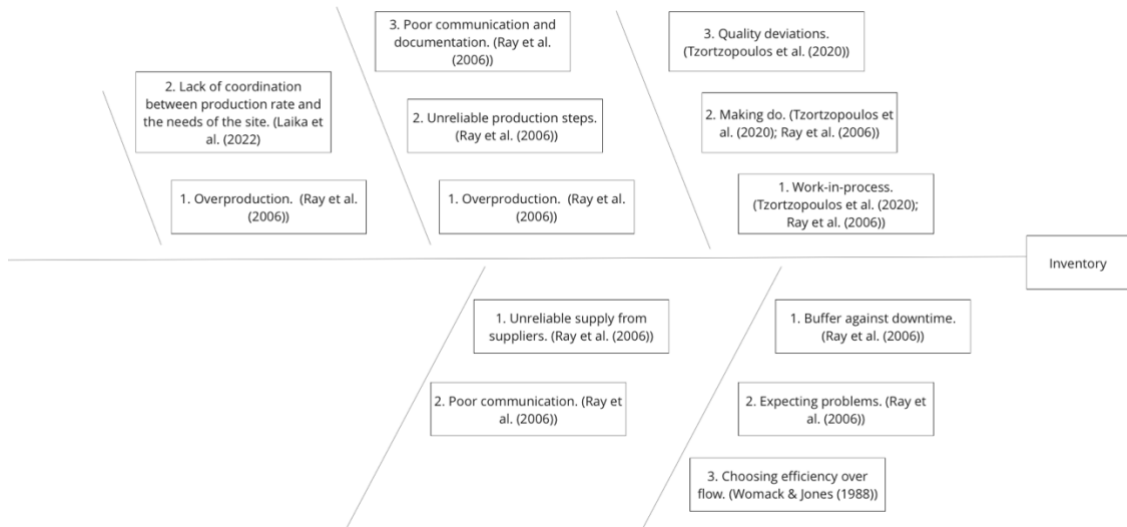 3. Poor communication and
documentation. (Ray et al.
(2006))
3. Quality deviations.
(Tzortzopoulos et al. (2020))
2. Lack of coordination
between production rate and
the needs of the site. (Laika et
al. (2022)
2. Unreliable production steps.
(Ray et al. (2006))
2. Making do. (Tzortzopoulos et
al. (2020); Ray et al. (2006))
1. Overproduction. (Ray et al.
(2006))
1. Overproduction. (Ray et al.
(2006))
1. Work-in-process.
(Tzortzopoulos et al. (2020);
Ray et al. (2006))
Inventory
1. Unreliable supply from
suppliers. (Ray et al. (2006))
1. Buffer against downtime.
(Ray et al. (2006))
2. Poor communication. (Ray et
al. (2006))
2. Expecting problems. (Ray et
al. (2006))
3. Choosing efficiency over
flow. (Womack & Jones (1988))